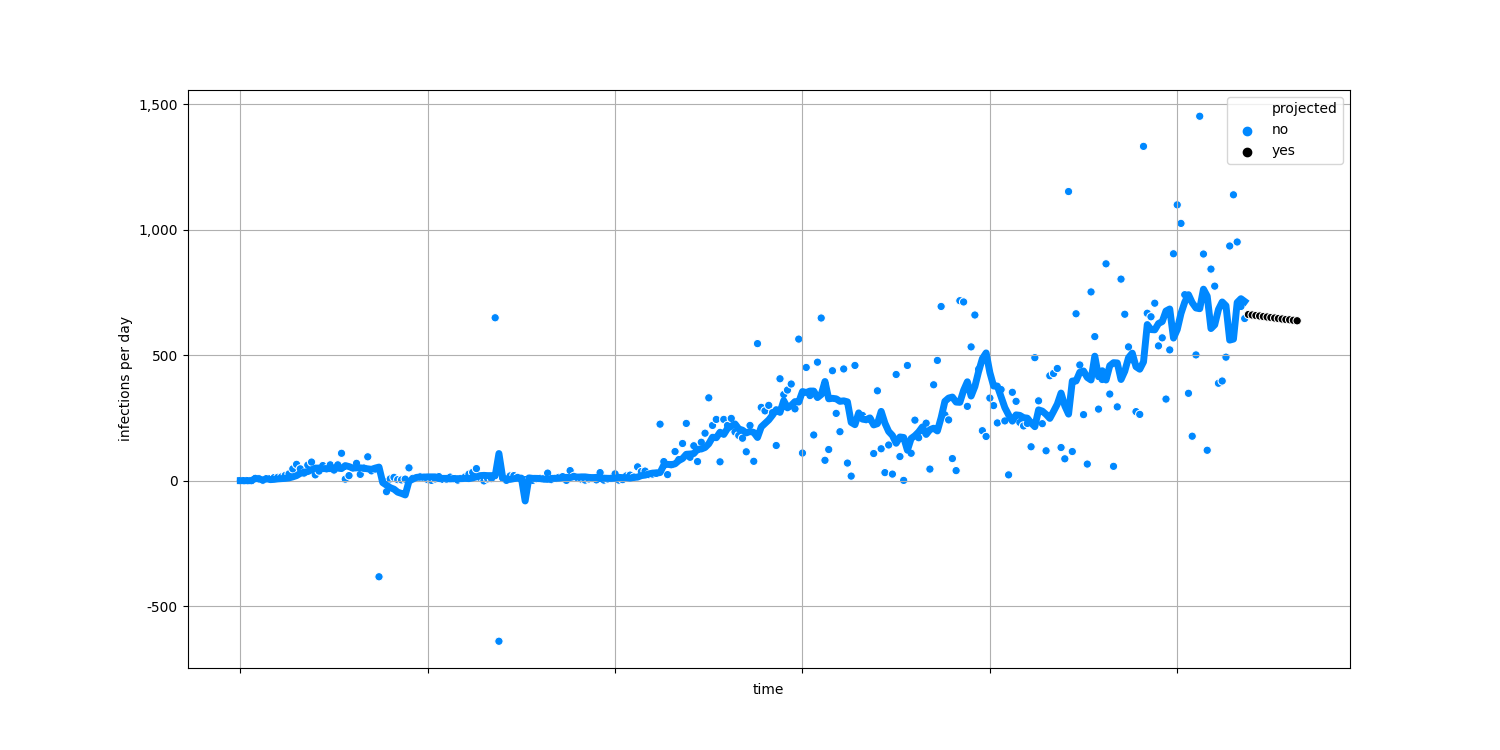 1,500
1,000
500
0
-500
infections per day
time
projected
no
yes